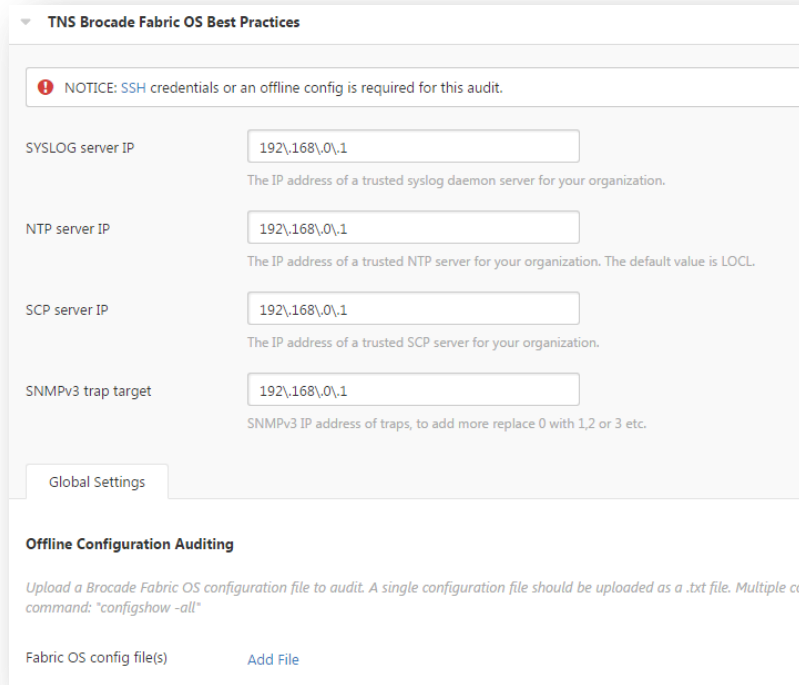 TNS Brocade Fabric OS Best Practices
NOTICE: SSH credentials or an offline config is required for this audit.
SYSLOG server IP
192\.168\.0\.1
The IP address of a trusted syslog daemon server for your organization.
NTP server IP
192\.168\.0\.1
The IP address of a trusted NTP server for your organization. The default value is LOCL.
SCP server IP
192\.168\.0\.1
The IP address of a trusted SCP server for your organization.
SNMPv3 trap target
192\.168\.0\.1
SNMPv3 IP address of traps, to add more replace 0 with 1,2 or 3 etc.
Global Settings
Offline Configuration Auditing
Upload a Brocade Fabric OS configuration file to audit. A single configuration file should be uploaded as a .txt file. Multiple
command: "configshow -all"
Fabric OS config file(s)
Add File